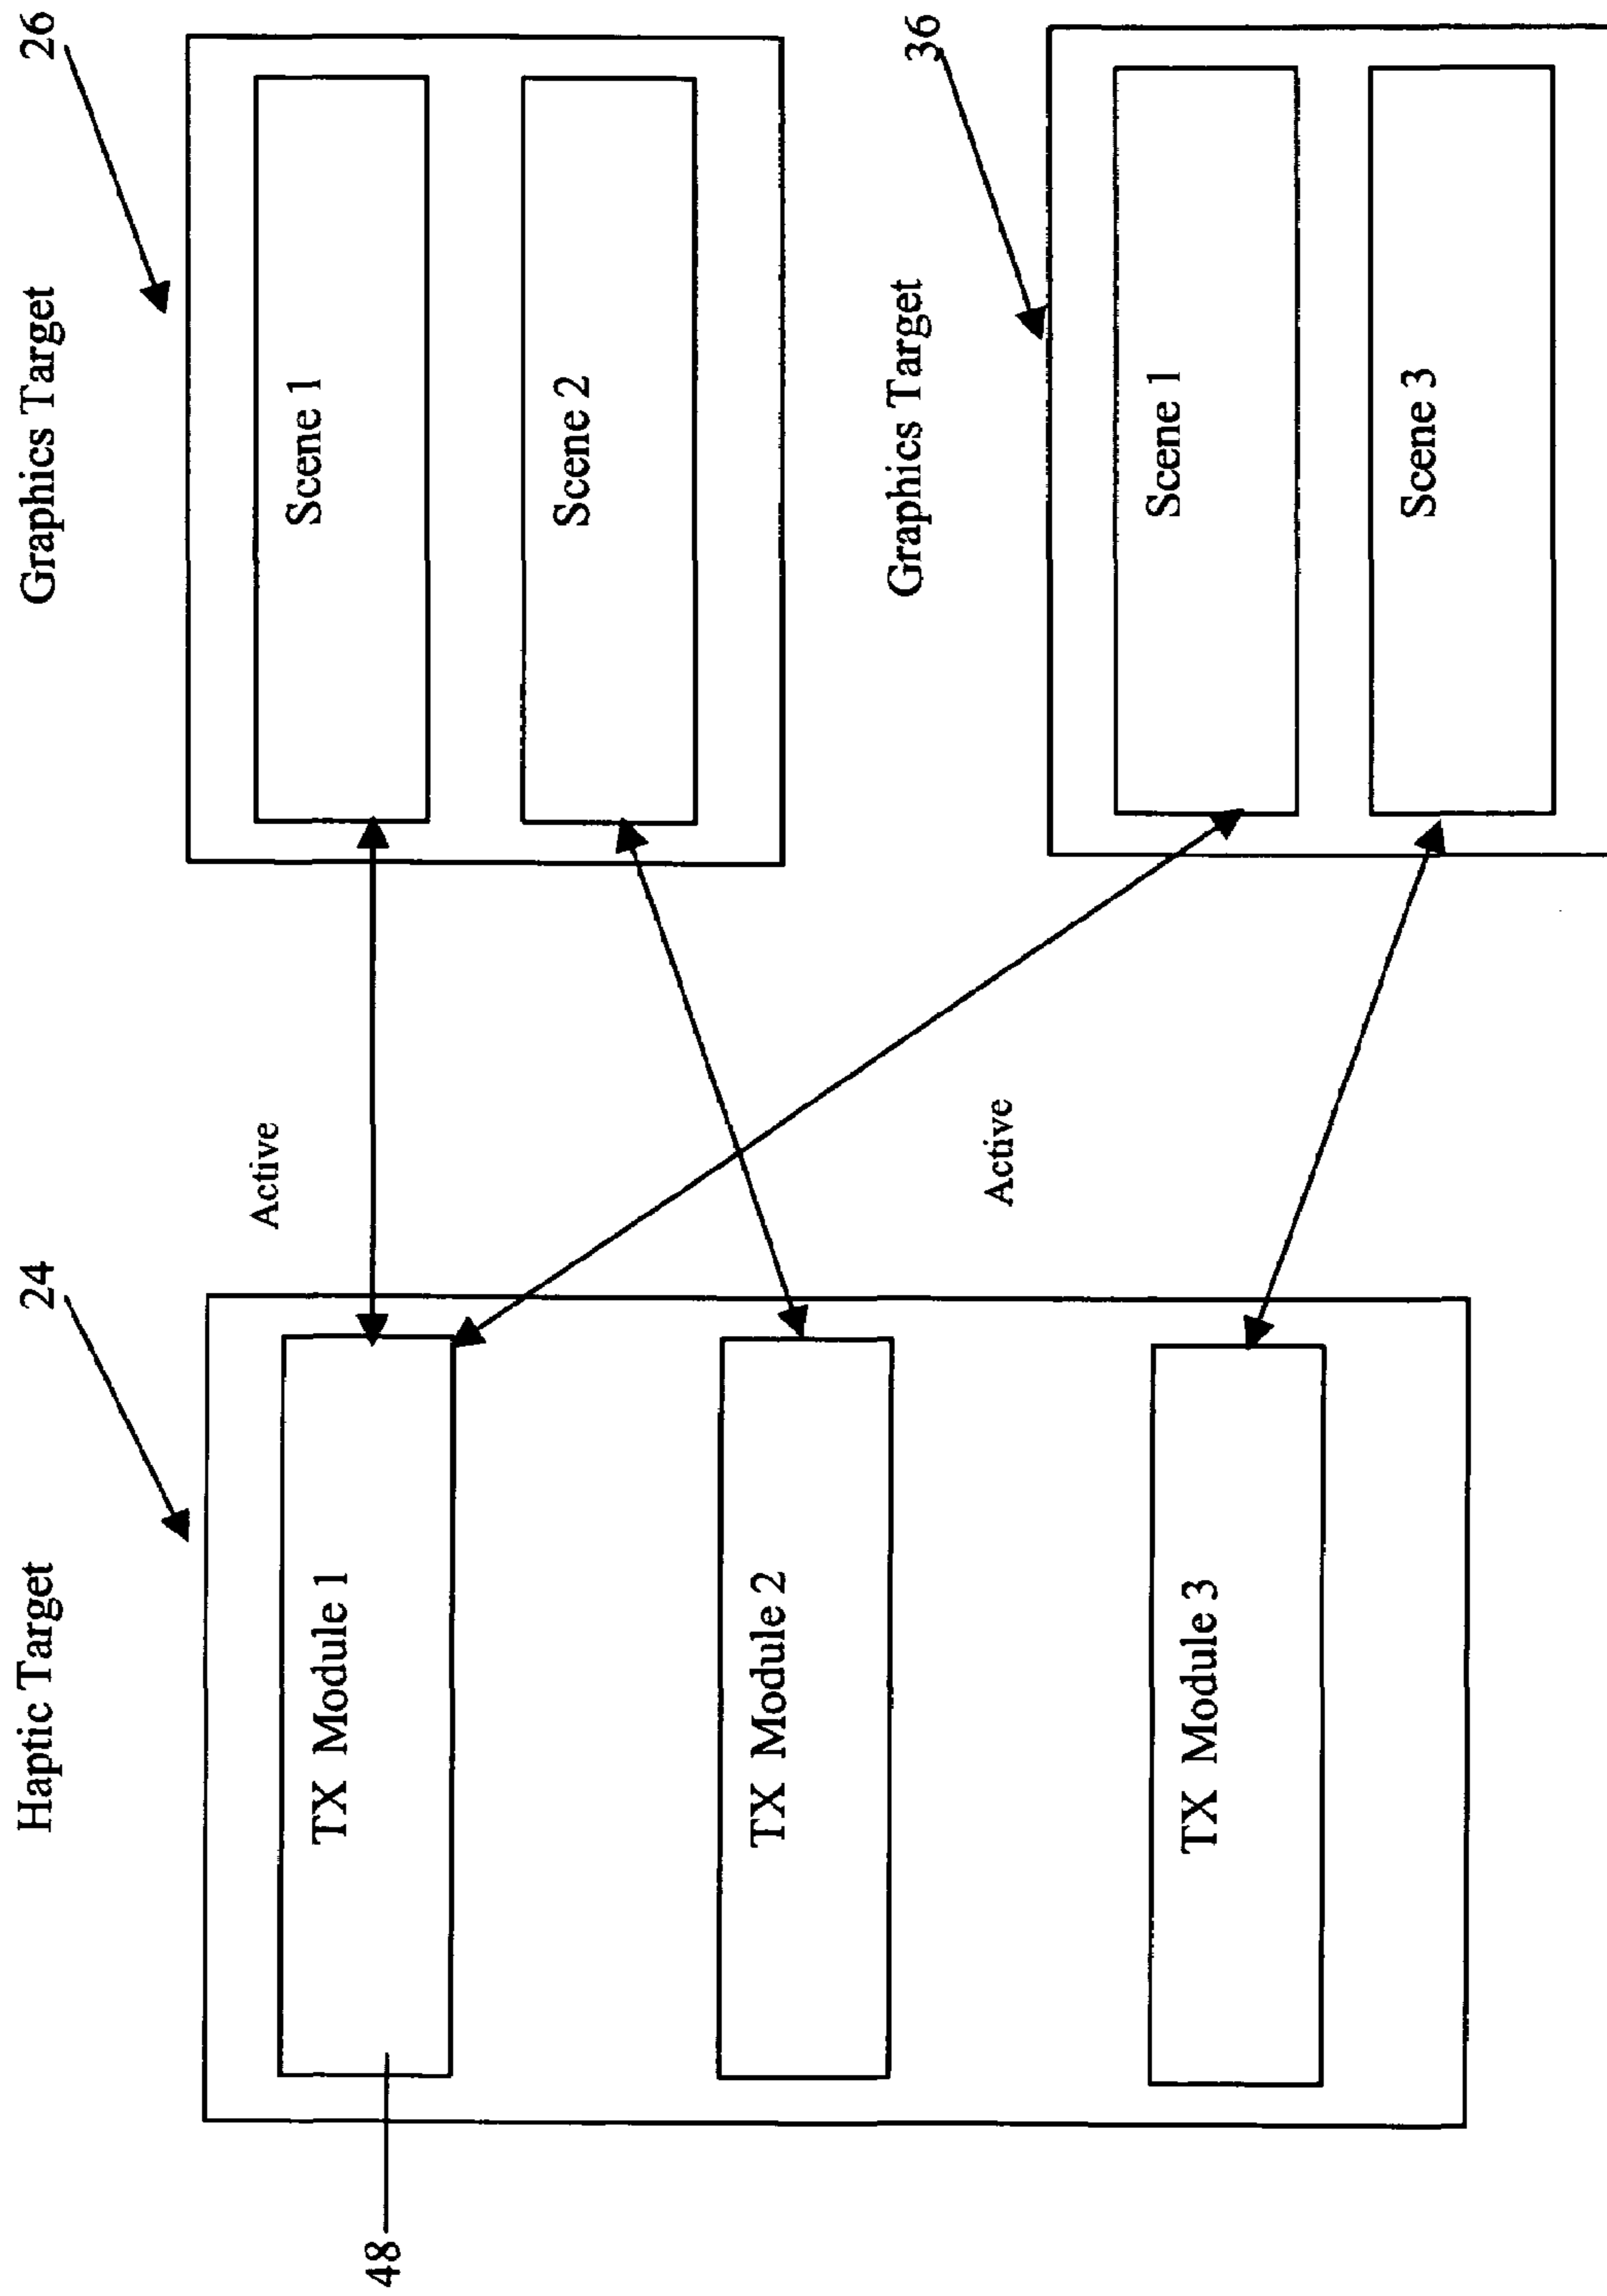 24
26
Haptic Target
Graphics Target
Active
TX Module 1
Scene 1
48
TX Module 2
Scene 2
36
Graphics Target
Active
TX Module 3
Scene 1
Scene 3